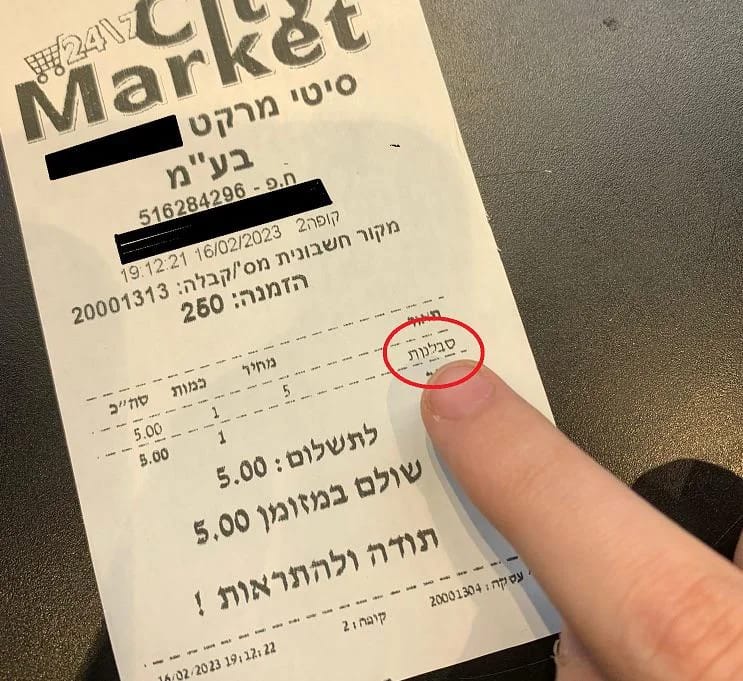 24\7 City
Market
סיטי מרקט
בע"מ
ח.פ - 516284296
קופה2 16/02/2023 19:12:21
מקור חשבונית מס'/קבלה: 20001313
הזמנה: 250
תאור
מחיר כמות סה''כ
סבלנות
5 1 5.00
1 5.00
לתשלום: 5.00
שולם במזומן 5.00
תודה ולהתראות !
עסקה: 20001304 קופה: 2 16/02/2023 19:12:22